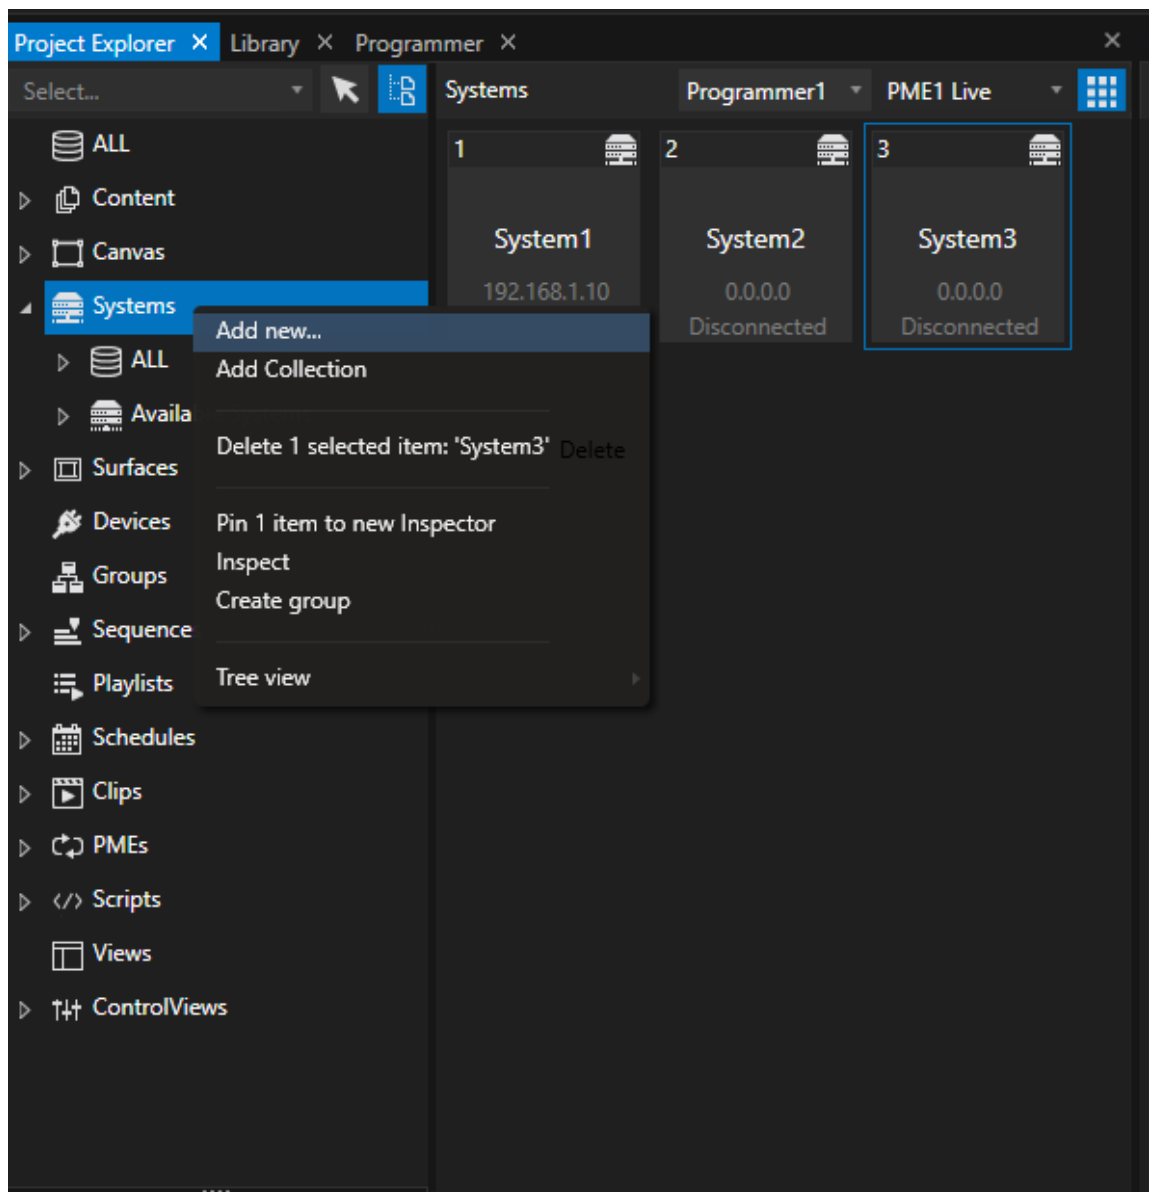 Project Explorer Library Programmer
Select...
Systems Programmer1 PME1 Live
ALL
Content
Canvas
Systems
ALL
Availa
Surfaces
Devices
Groups
Sequence
Playlists
Schedules
Clips
PMEs
Scripts
Views
ControlViews
1
System1
192.168.1.10
2
System2
0.0.0.0
Disconnected
3
System3
0.0.0.0
Disconnected
Add new...
Add Collection
Delete 1 selected item: 'System3' Delete
Pin 1 item to new Inspector
Inspect
Create group
Tree view